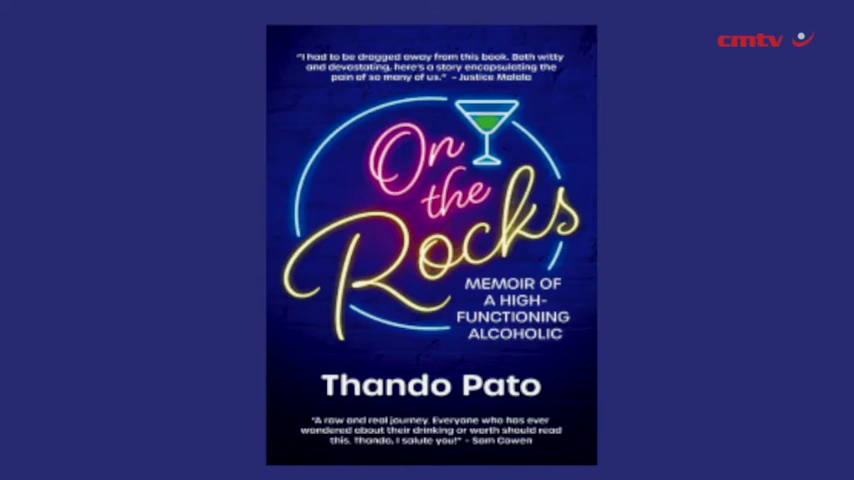 cmtv
"I had to be dragged away from this book. Both witty
and devastating, here's a story encapsulating the
pain of so many of us." - Justice Malala
On
the
Rocks
MEMOIR OF
A HIGH-
FUNCTIONING
ALCOHOLIC
Thando Pato
"A raw and real journey. Everyone who has ever
wondered about their drinking or worth should read
this. Thando, I salute you!" - Sam Cowen